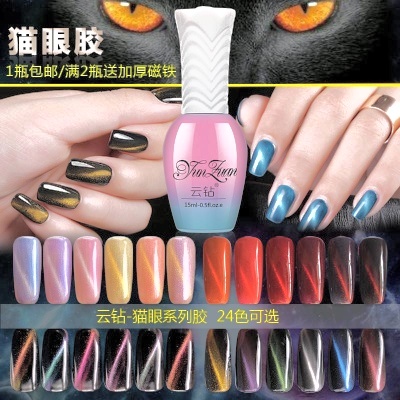 猫眼胶
1瓶包邮/满2瓶送加厚磁铁
YunZuan
云钻®
15ml-0.5fl.oz.e
云钻-猫眼系列胶 24色可选